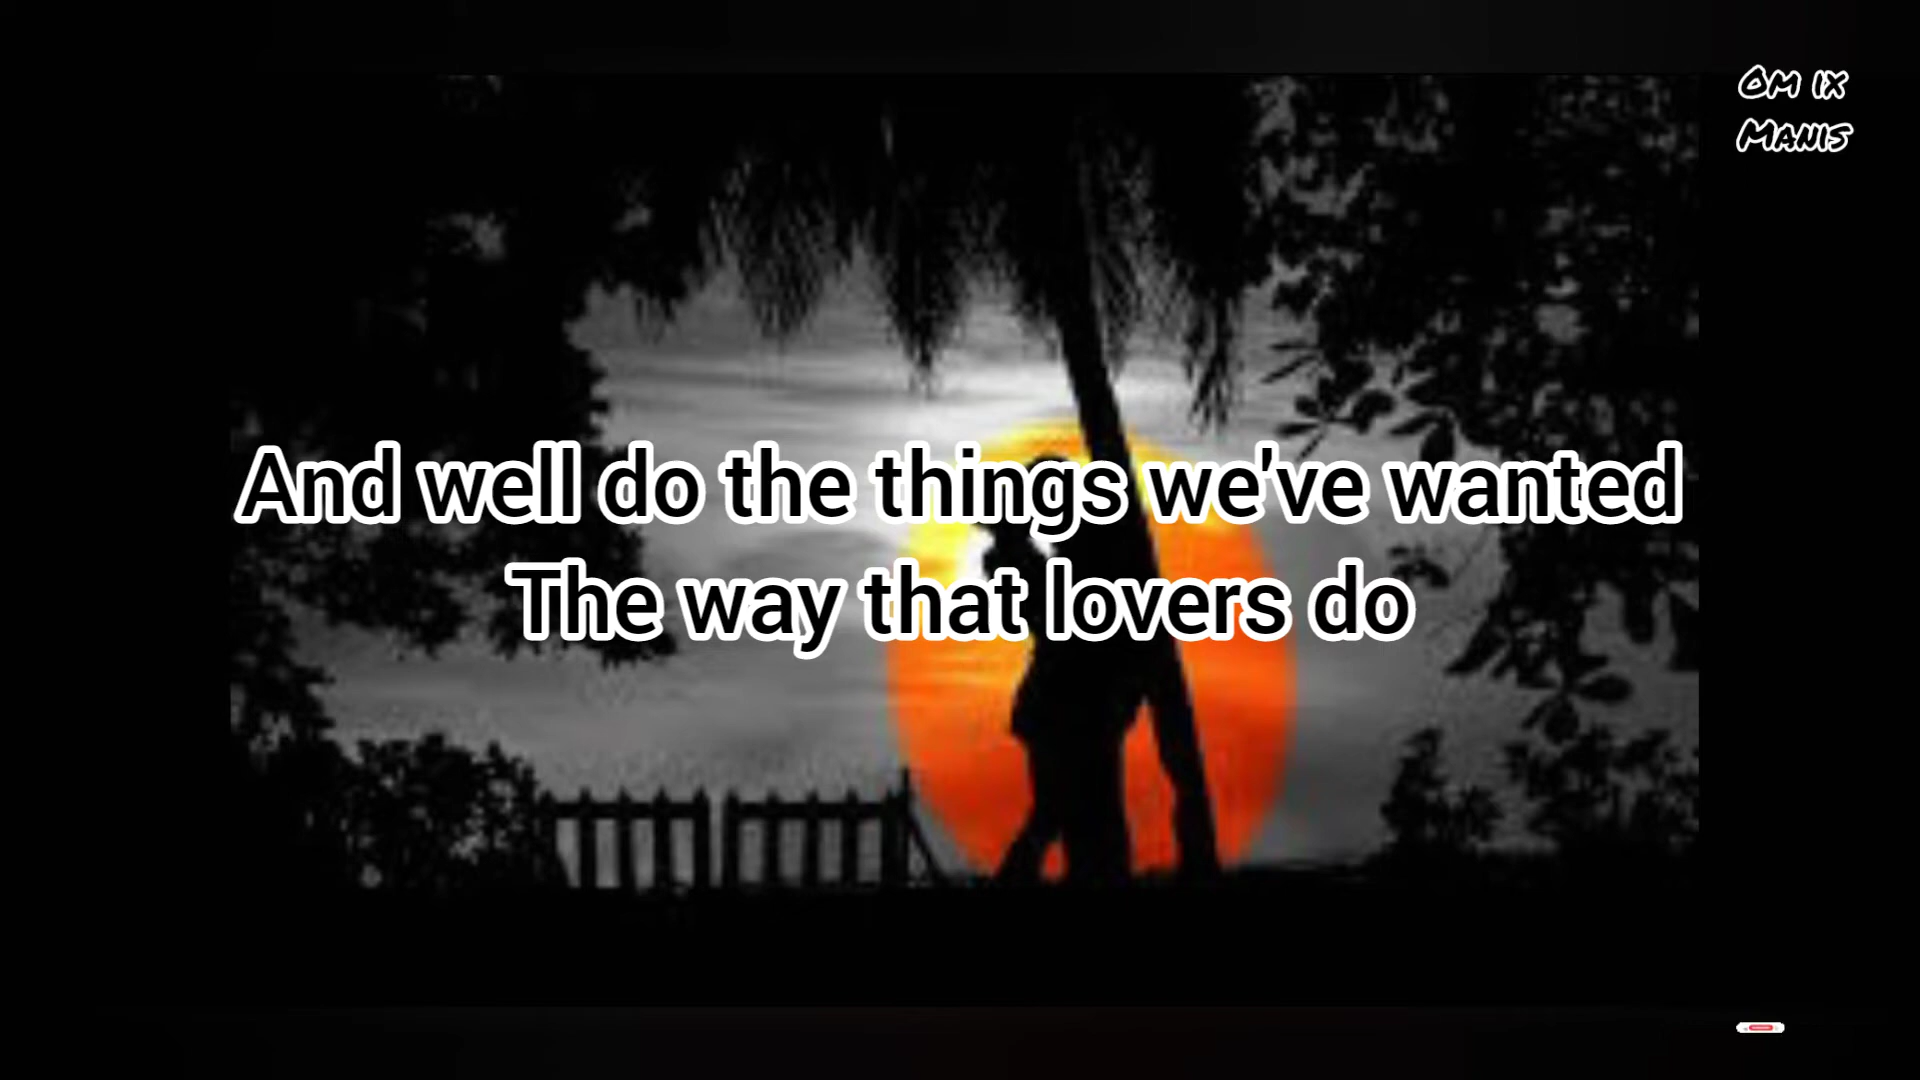 Om ix
Manis
And well do the things we've wanted
The way that lovers do